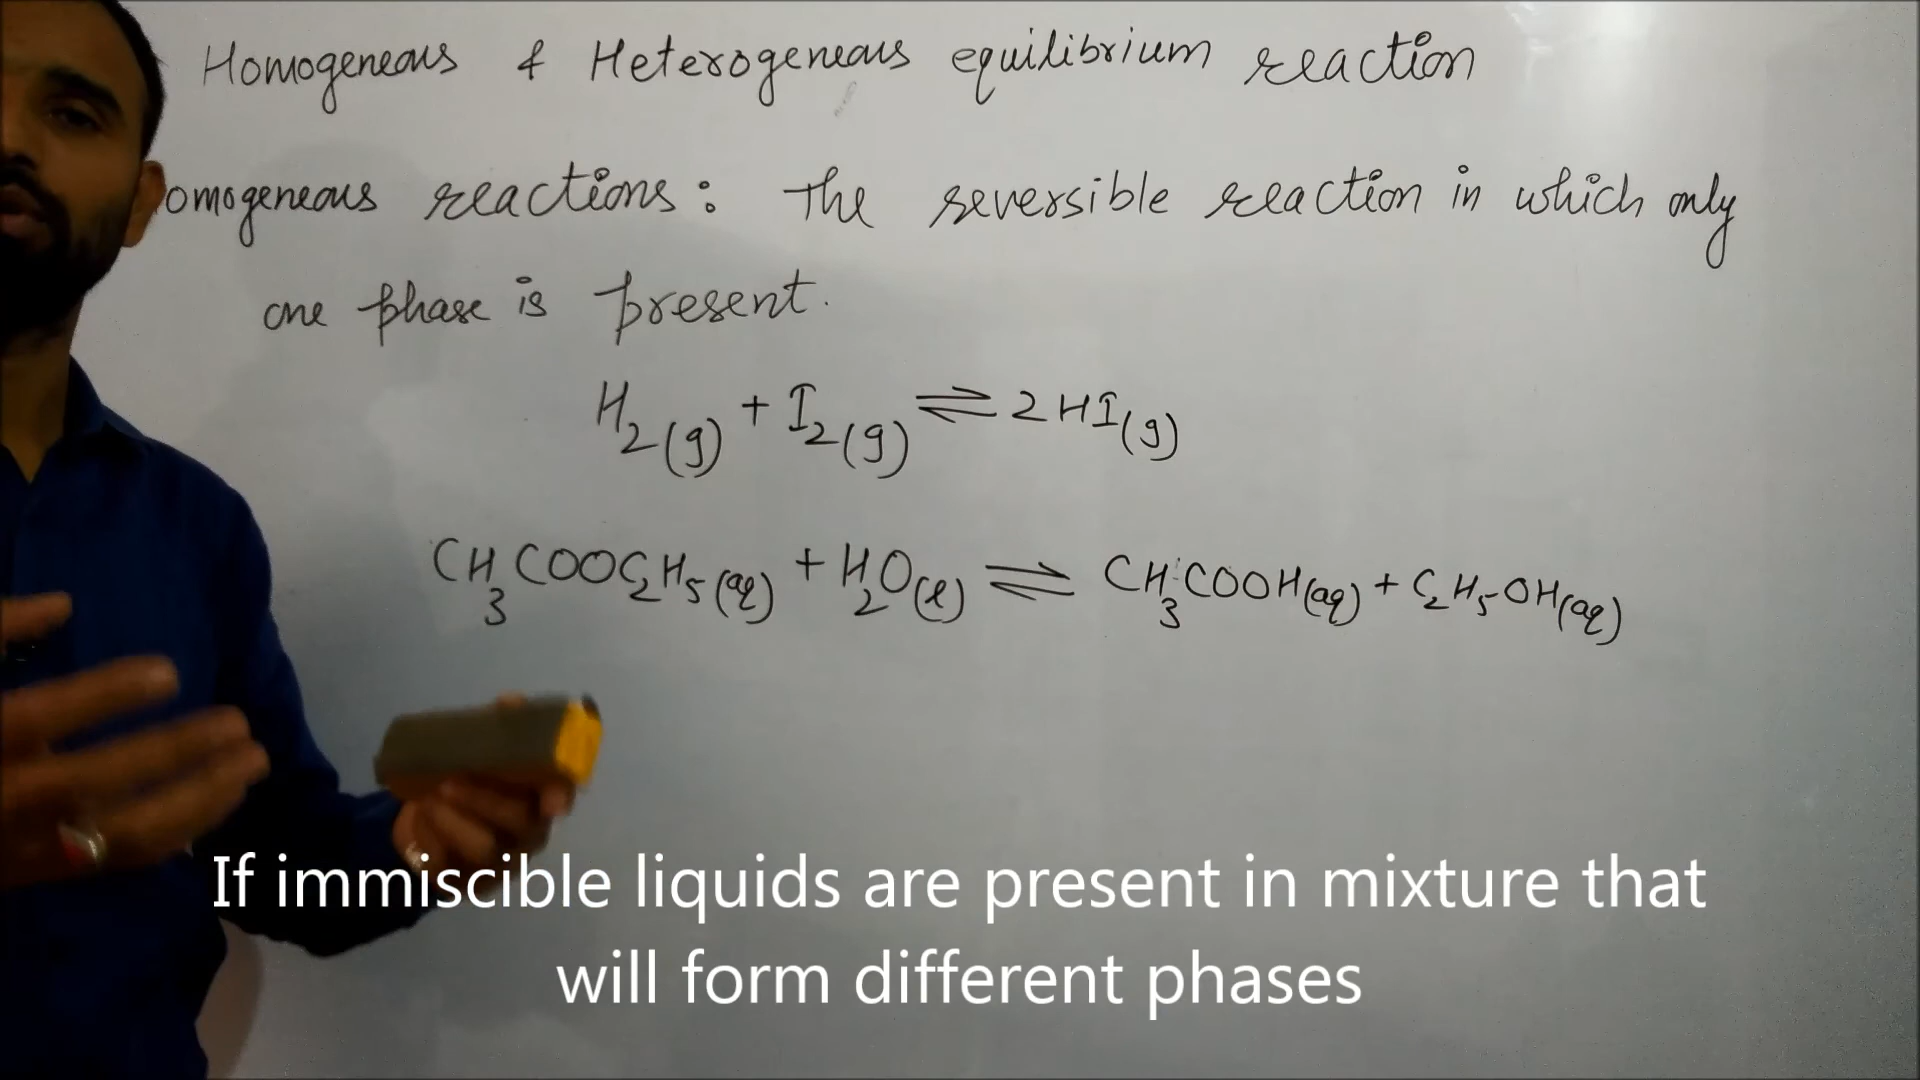 Homogeneous & Heterogeneous equilibrium reaction
omogeneous reactions: The reversible reaction in which only
one phase is present.
H₂(g) + I₂(g) ⇌ 2HI(g)
CH₃COOC₂H₅(aq) + H₂O(l) ⇌ CH₃COOH(aq) + C₂H₅OH(aq)
If immiscible liquids are present in mixture that
will form different phases